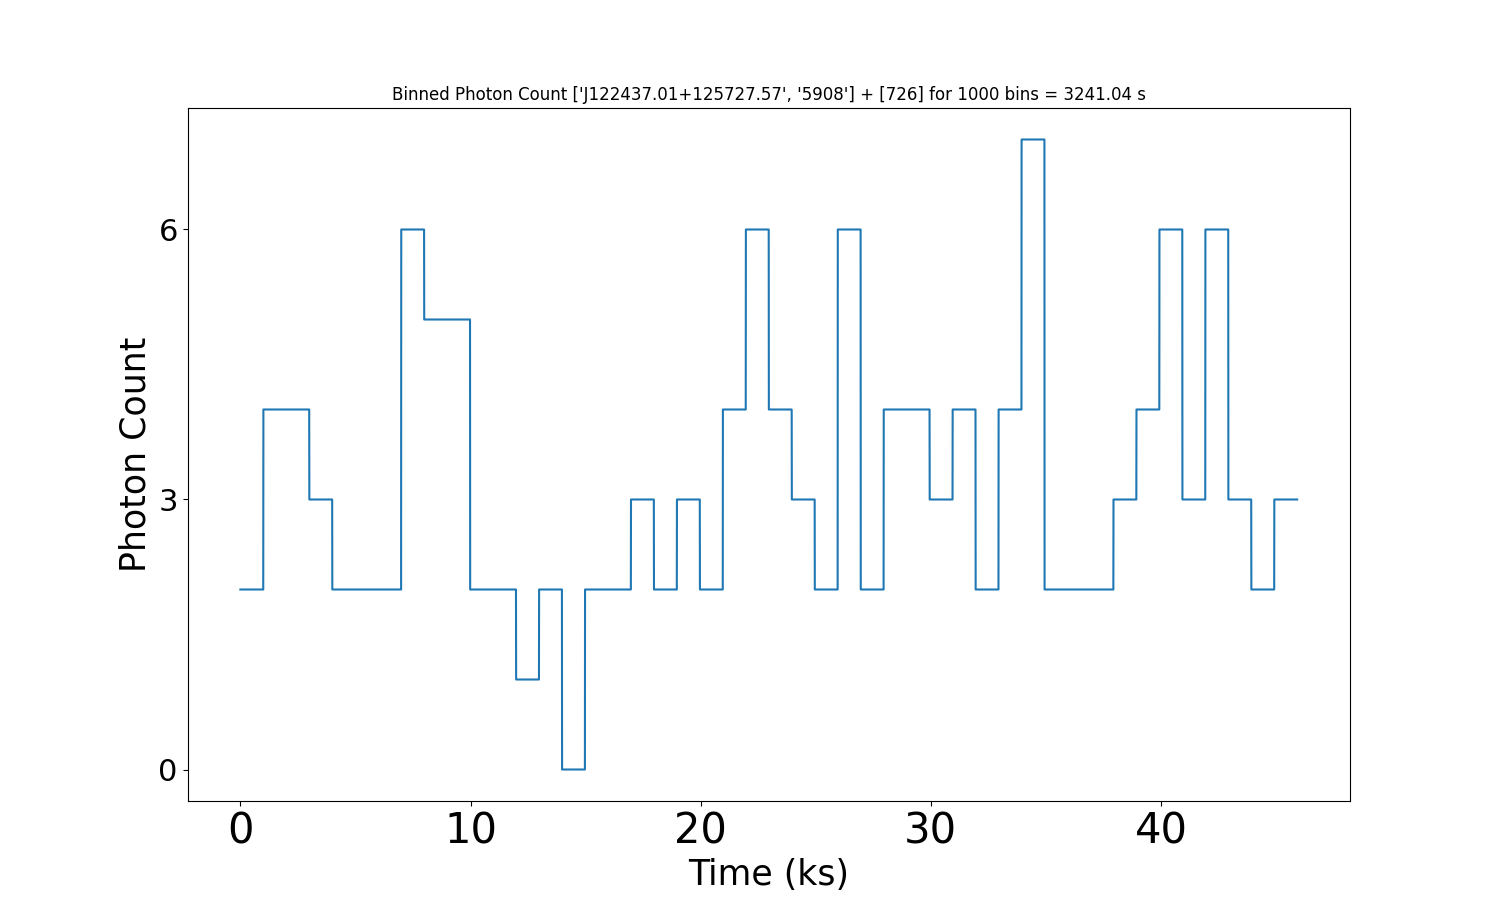 Binned Photon Count ['J122437.01+125727.57', '5908'] + [726] for 1000 bins = 3241.04 s
Photon Count
6
3
0
0 10 20 30 40
Time (ks)